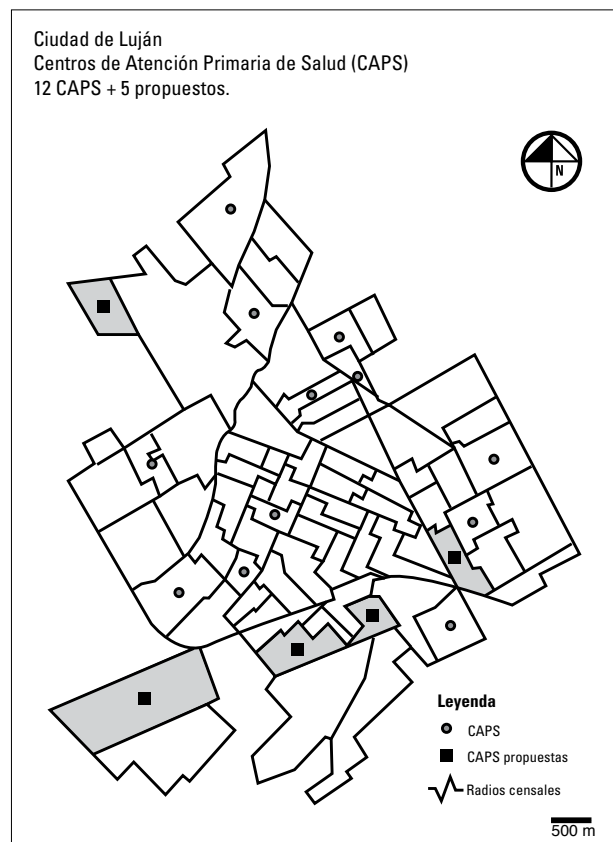 Ciudad de Luján
Centros de Atención Primaria de Salud (CAPS)
12 CAPS + 5 propuestos.
N
Leyenda
CAPS
CAPS propuestas
Radios censales
500 m